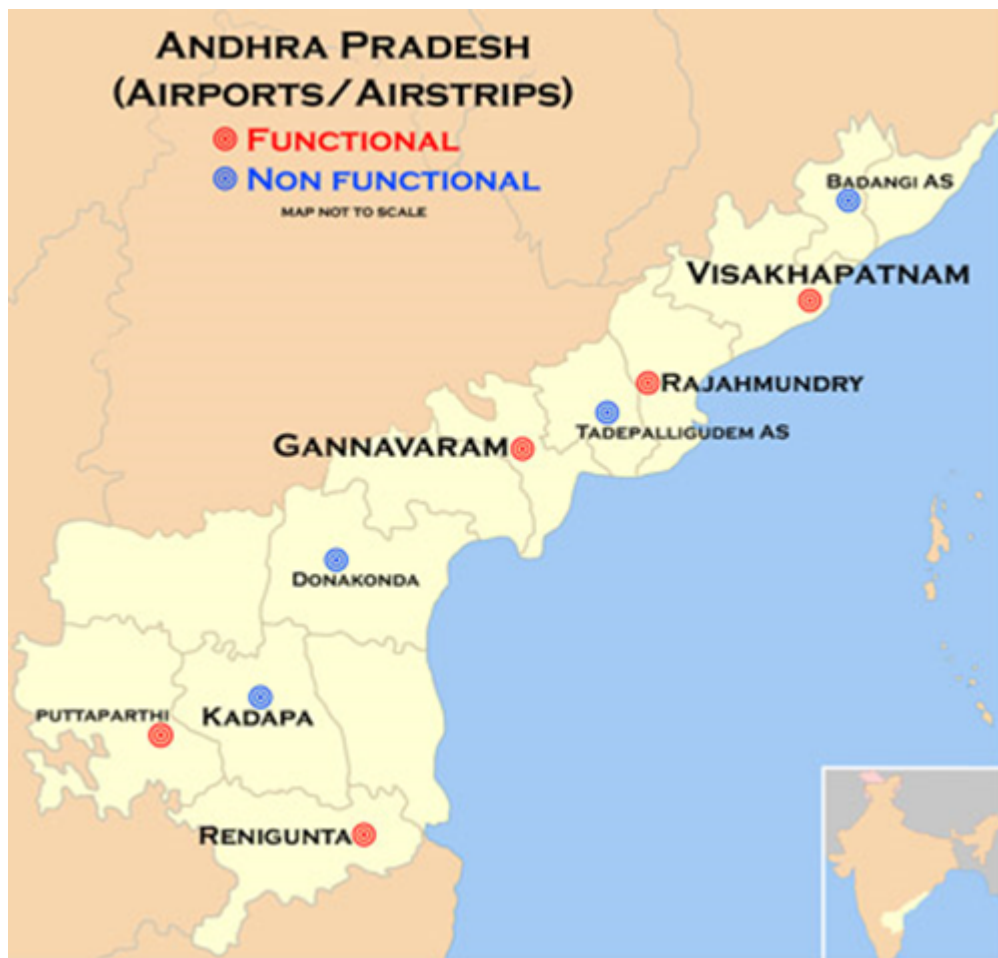 ANDHRA PRADESH
(AIRPORTS/AIRSTRIPS)
FUNCTIONAL
NON FUNCTIONAL
MAP NOT TO SCALE
BADANGI AS
VISAKHAPATNAM
RAJAHMUNDRY
TADEPALLIGUDEM AS
GANNAVARAM
DONAKONDA
KADAPA
PUTTAPARTHI
RENIGUNTA